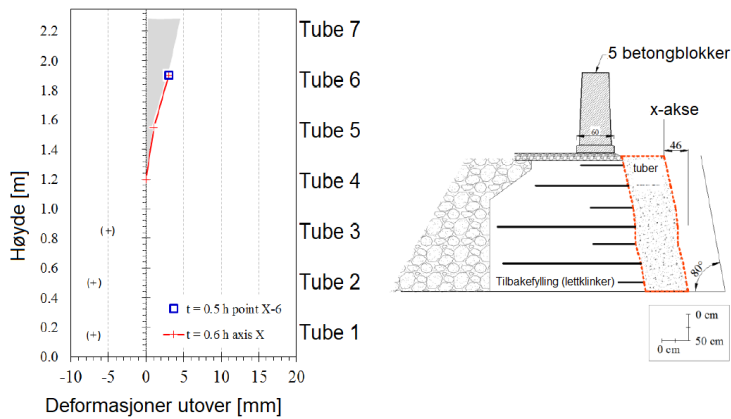 2.2
2.0
1.8
1.6
1.4
1.2
1.0
0.8
0.6
0.4
0.2
0.0
Høyde [m]
-10 -5 0 5 10 15 20
Deformasjoner utover [mm]
Tube 7
Tube 6
Tube 5
Tube 4
Tube 3
Tube 2
Tube 1
(+)
(+)
(+)
t = 0.5 h point X-6
t = 0.6 h axis X
5 betongblokker
x-akse
60
46
tuber
80°
Tilbakefylling (lettklinker)
0 cm
0 cm 50 cm